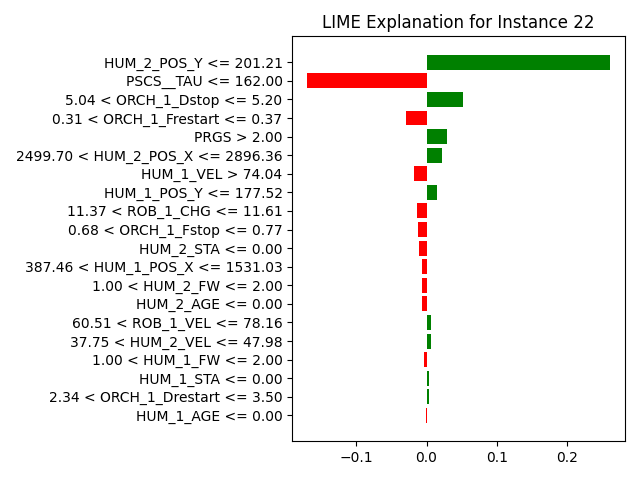 LIME Explanation for Instance 22
HUM_2_POS_Y <= 201.21
PSCS__TAU <= 162.00
5.04 < ORCH_1_Dstop <= 5.20
0.31 < ORCH_1_Frestart <= 0.37
PRGS > 2.00
2499.70 < HUM_2_POS_X <= 2896.36
HUM_1_VEL > 74.04
HUM_1_POS_Y <= 177.52
11.37 < ROB_1_CHG <= 11.61
0.68 < ORCH_1_Fstop <= 0.77
HUM_2_STA <= 0.00
387.46 < HUM_1_POS_X <= 1531.03
1.00 < HUM_2_FW <= 2.00
HUM_2_AGE <= 0.00
60.51 < ROB_1_VEL <= 78.16
37.75 < HUM_2_VEL <= 47.98
1.00 < HUM_1_FW <= 2.00
HUM_1_STA <= 0.00
2.34 < ORCH_1_Drestart <= 3.50
HUM_1_AGE <= 0.00
−0.1 0.0 0.1 0.2